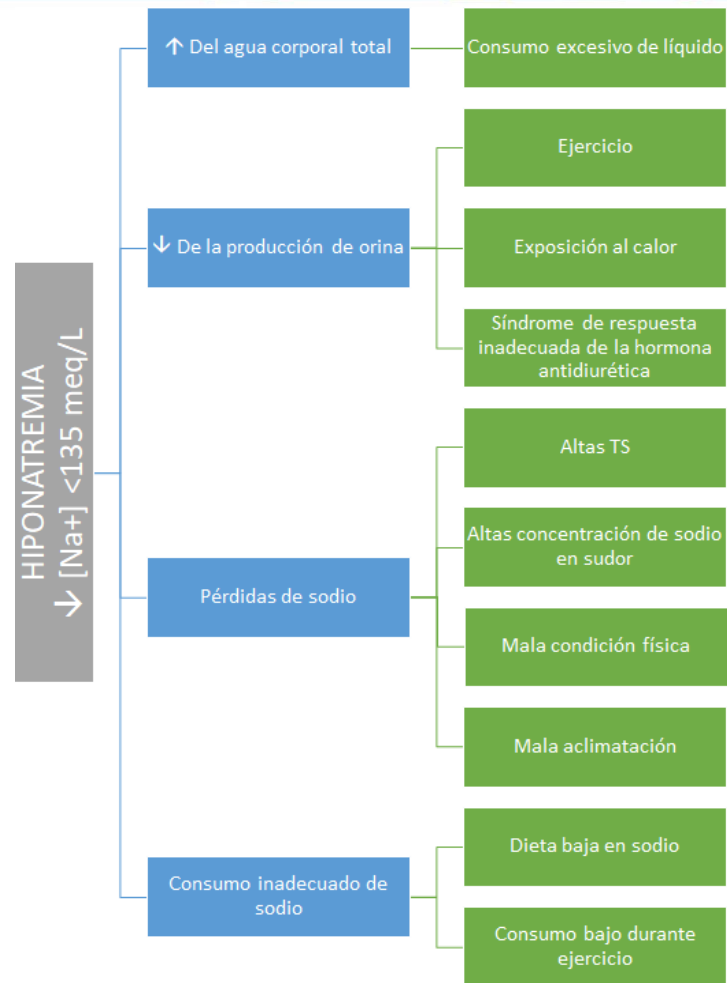 HIPONATREMIA
↓ [Na+] <135 meq/L
↑ Del agua corporal total
Consumo excesivo de líquido
↓ De la producción de orina
Ejercicio
Exposición al calor
Síndrome de respuesta
inadecuada de la hormona
antidiurética
Pérdidas de sodio
Altas TS
Altas concentración de sodio
en sudor
Mala condición física
Mala aclimatación
Consumo inadecuado de
sodio
Dieta baja en sodio
Consumo bajo durante
ejercicio